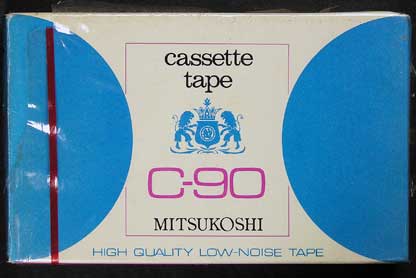 cassette
tape
C-90
MITSUKOSHI
HIGH QUALITY LOW-NOISE TAPE